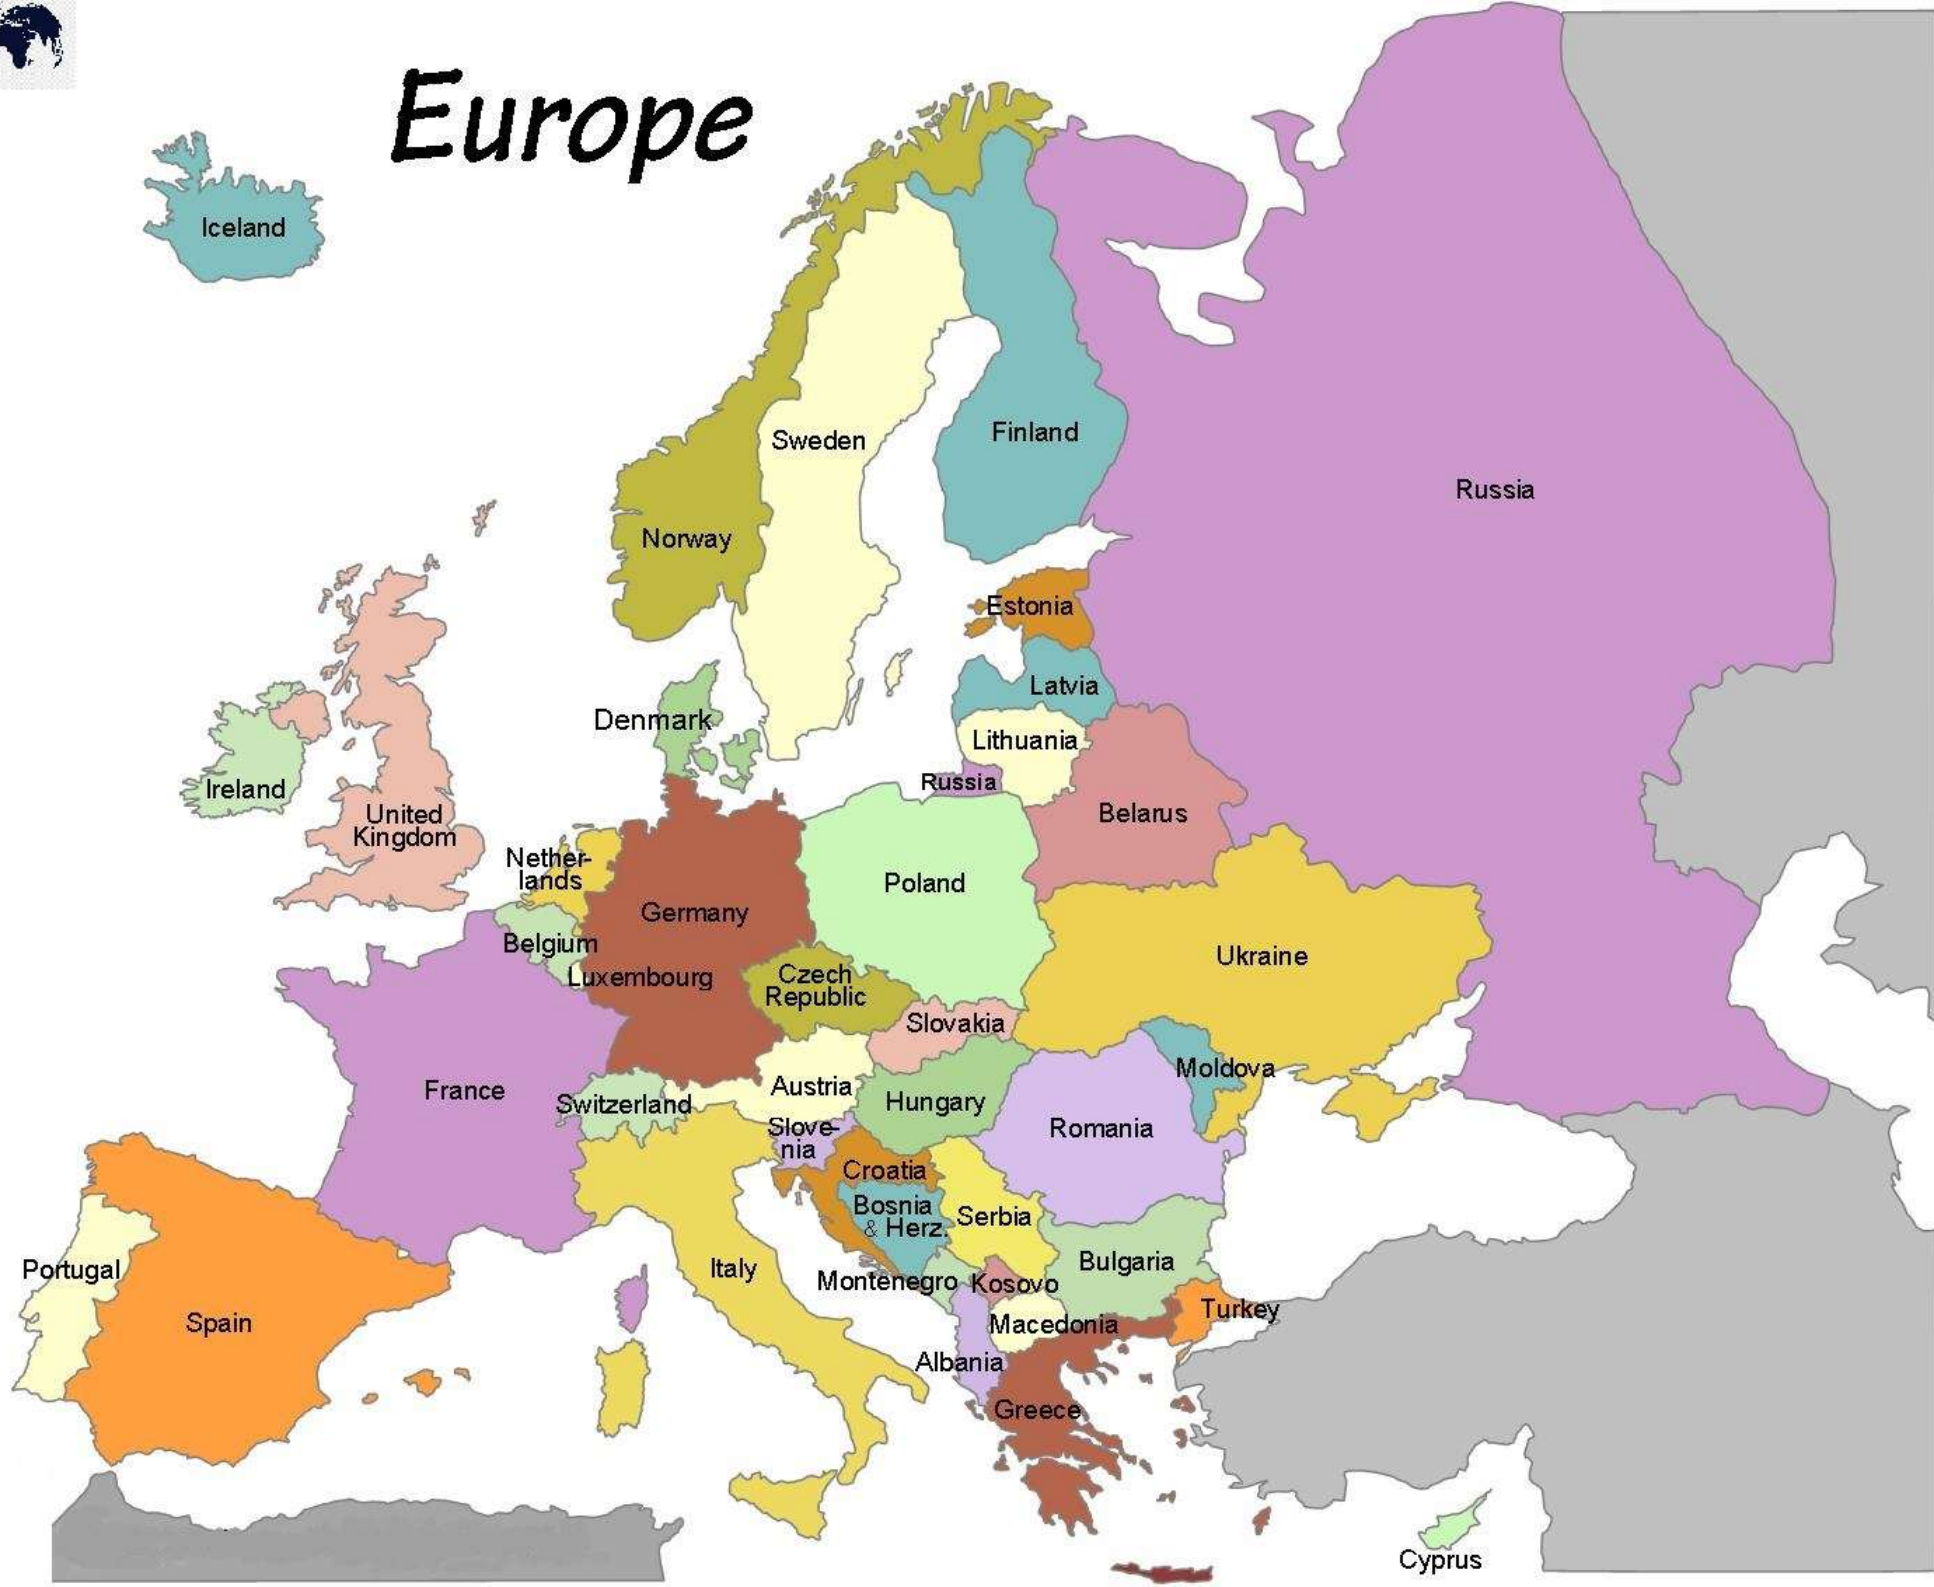 Europe
Iceland
Sweden
Finland
Russia
Norway
Estonia
Latvia
Denmark
Lithuania
Russia
Ireland
United
Kingdom
Belarus
Nether-
lands
Poland
Germany
Belgium
Ukraine
Luxembourg
Czech
Republic
Slovakia
Moldova
France
Austria
Switzerland
Hungary
Slove-
nia
Romania
Croatia
Bosnia
& Herz.
Serbia
Portugal
Italy
Bulgaria
Montenegro
Kosovo
Spain
Turkey
Macedonia
Albania
Greece
Cyprus